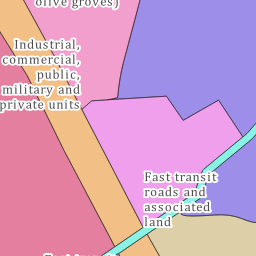 olive groves)
Industrial,
commercial,
public,
military and
private units
Fast transit
roads and
associated
land